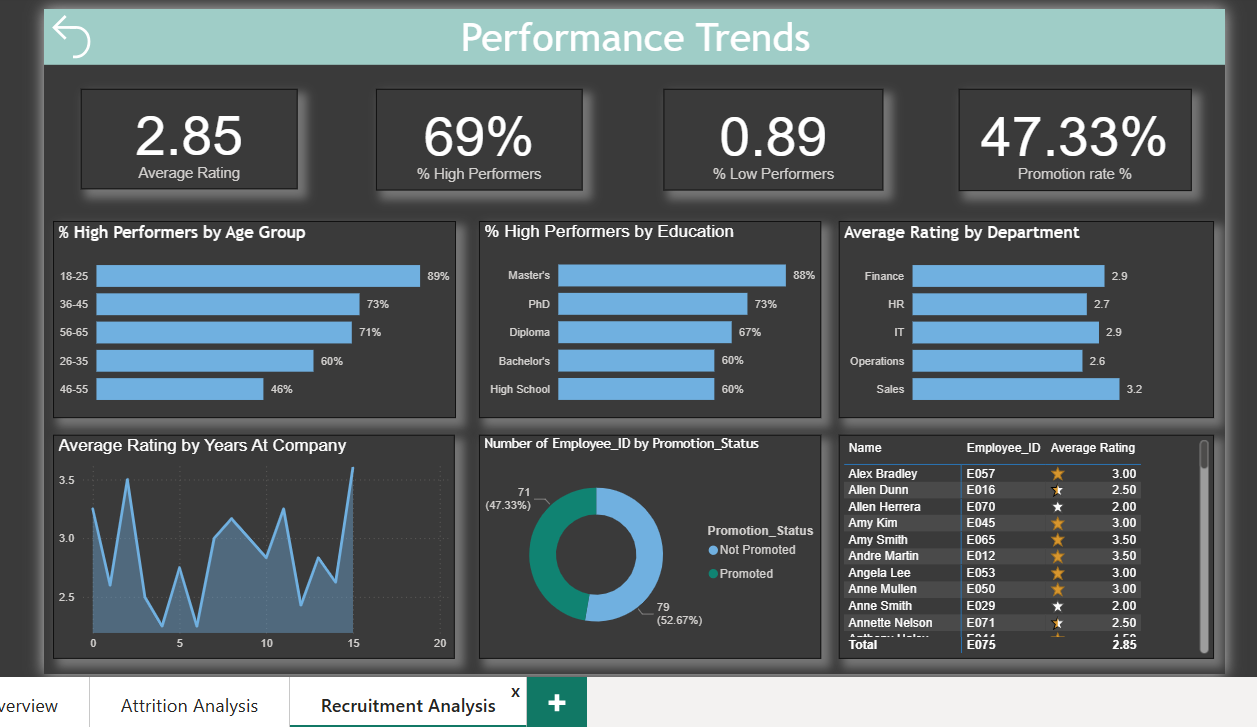 Performance Trends
2.85
Average Rating
69%
% High Performers
0.89
% Low Performers
47.33%
Promotion rate %
% High Performers by Age Group
18-25 89%
36-45 73%
56-65 71%
26-35 60%
46-55 46%
% High Performers by Education
Master's 88%
PhD 73%
Diploma 67%
Bachelor's 60%
High School 60%
Average Rating by Department
Finance 2.9
HR 2.7
IT 2.9
Operations 2.6
Sales 3.2
Average Rating by Years At Company
3.5
3.0
2.5
0 5 10 15 20
Number of Employee_ID by Promotion_Status
71
(47.33%)
79
(52.67%)
Promotion_Status
Not Promoted
Promoted
Name Employee_ID Average Rating
Alex Bradley E057 3.00
Allen Dunn E016 2.50
Allen Herrera E070 2.00
Amy Kim E045 3.00
Amy Smith E065 3.50
Andre Martin E012 3.50
Angela Lee E053 3.00
Anne Mullen E050 3.00
Anne Smith E029 2.00
Annette Nelson E071 2.50
Total E075 2.85
verview
Attrition Analysis
Recruitment Analysis x
+